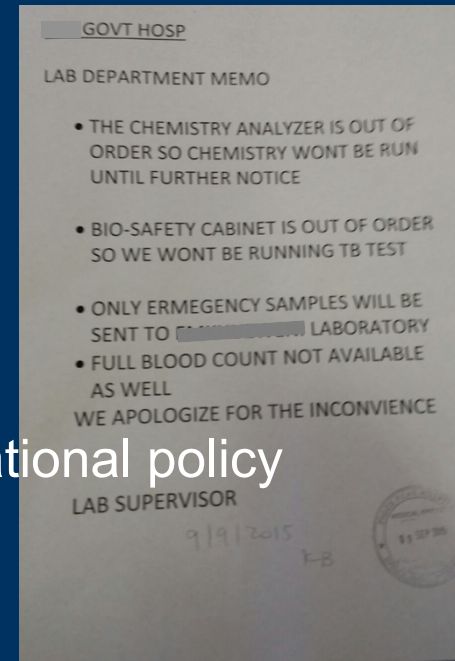 GOVT HOSP
LAB DEPARTMENT MEMO
• THE CHEMISTRY ANALYZER IS OUT OF
ORDER SO CHEMISTRY WONT BE RUN
UNTIL FURTHER NOTICE
• BIO-SAFETY CABINET IS OUT OF ORDER
SO WE WONT BE RUNNING TB TEST
• ONLY ERMEGENCY SAMPLES WILL BE
SENT TO LABORATORY
• FULL BLOOD COUNT NOT AVAILABLE
AS WELL
WE APOLOGIZE FOR THE INCONVIENCE
ational policy
LAB SUPERVISOR
9/9/2015
KB
SEP